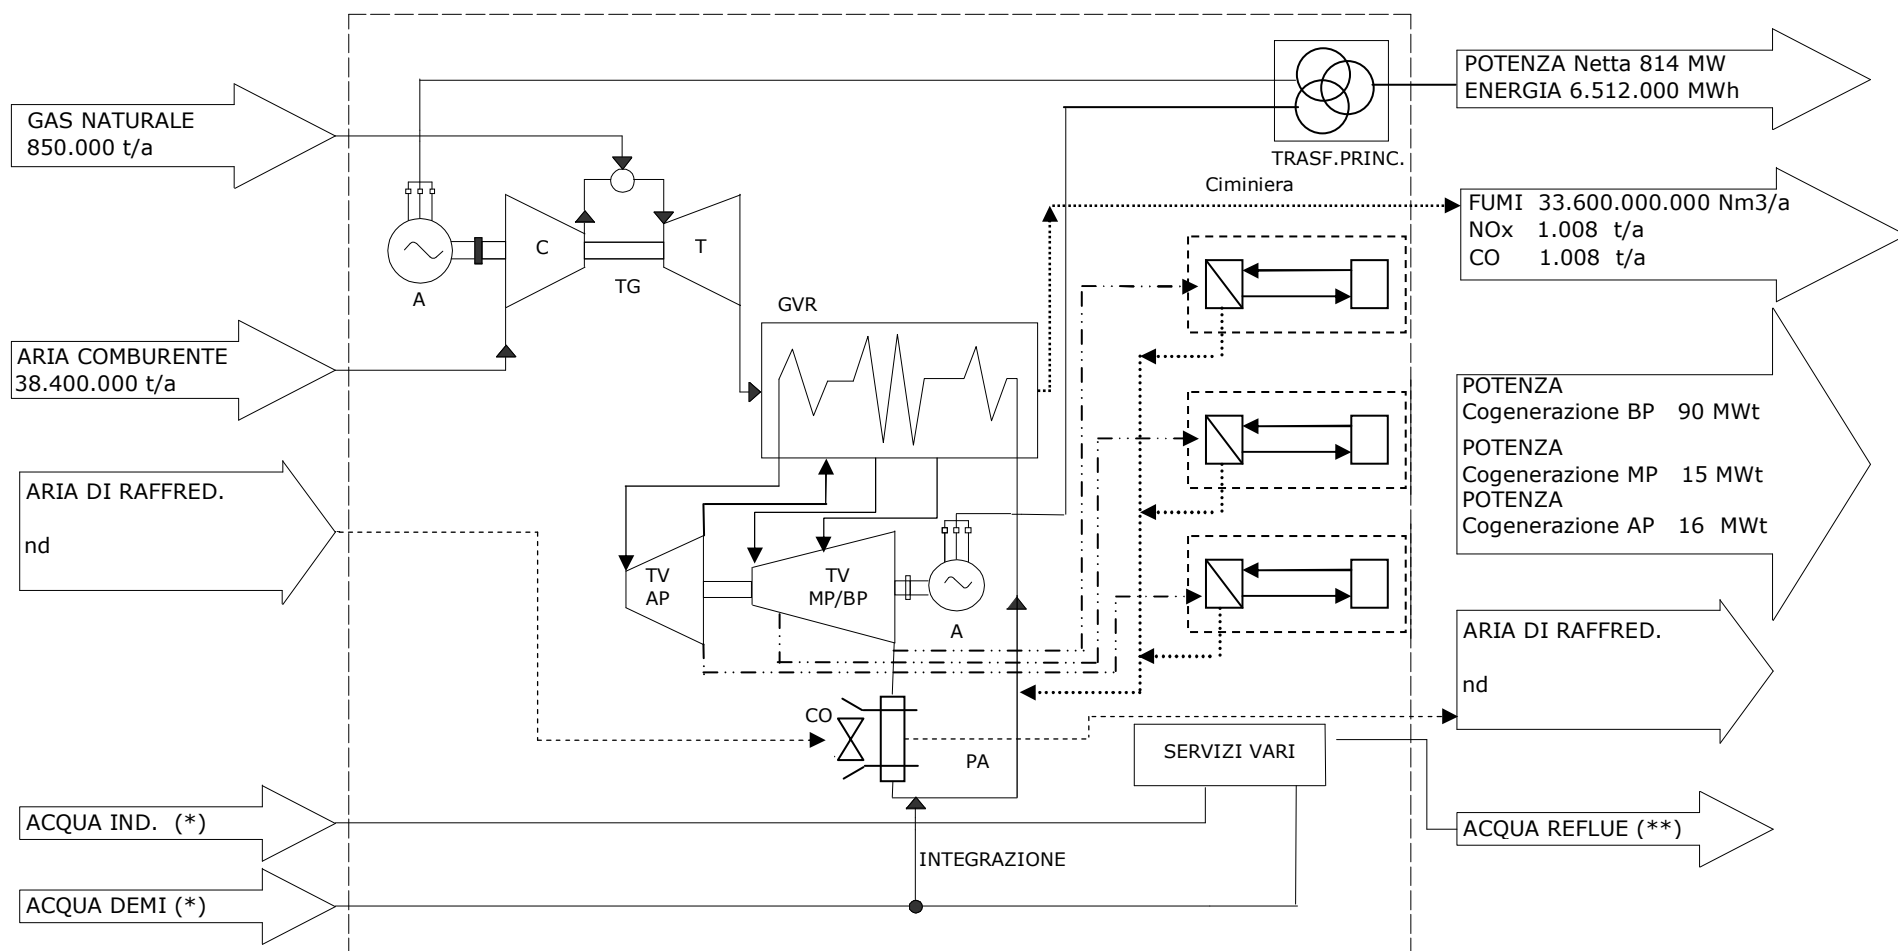 POTENZA Netta 814 MW
ENERGIA 6.512.000 MWh
GAS NATURALE
850.000 t/a
TRASF.PRINC.
Ciminiera
FUMI 33.600.000.000 Nm3/a
NOx 1.008 t/a
CO 1.008 t/a
C
T
A
TG
GVR
ARIA COMBURENTE
38.400.000 t/a
POTENZA
Cogenerazione BP 90 MWt
POTENZA
Cogenerazione MP 15 MWt
POTENZA
Cogenerazione AP 16 MWt
ARIA DI RAFFRED.
nd
TV
AP
TV
MP/BP
A
ARIA DI RAFFRED.
nd
CO
PA
SERVIZI VARI
ACQUA IND. (*)
ACQUA REFLUE (**)
INTEGRAZIONE
ACQUA DEMI (*)